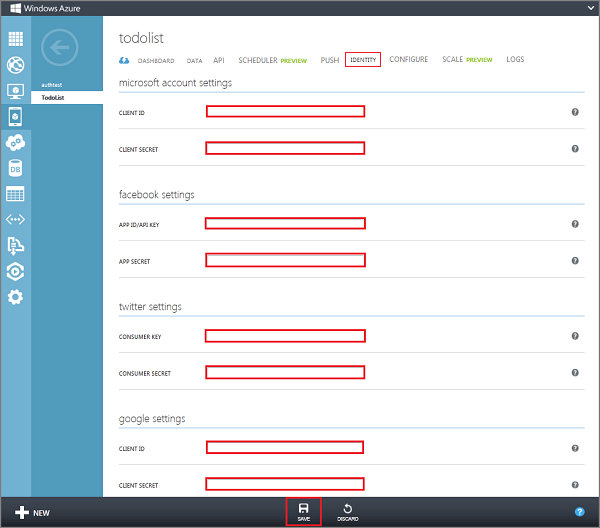 Windows Azure
todolist
DASHBOARD DATA API SCHEDULER PREVIEW PUSH IDENTITY CONFIGURE SCALE PREVIEW LOGS
authtest
TodoList
microsoft account settings
CLIENT ID ?
CLIENT SECRET ?
DB
facebook settings
APP ID/API KEY ?
APP SECRET ?
twitter settings
CONSUMER KEY ?
CONSUMER SECRET ?
google settings
CLIENT ID ?
CLIENT SECRET ?
NEW SAVE DISCARD ?